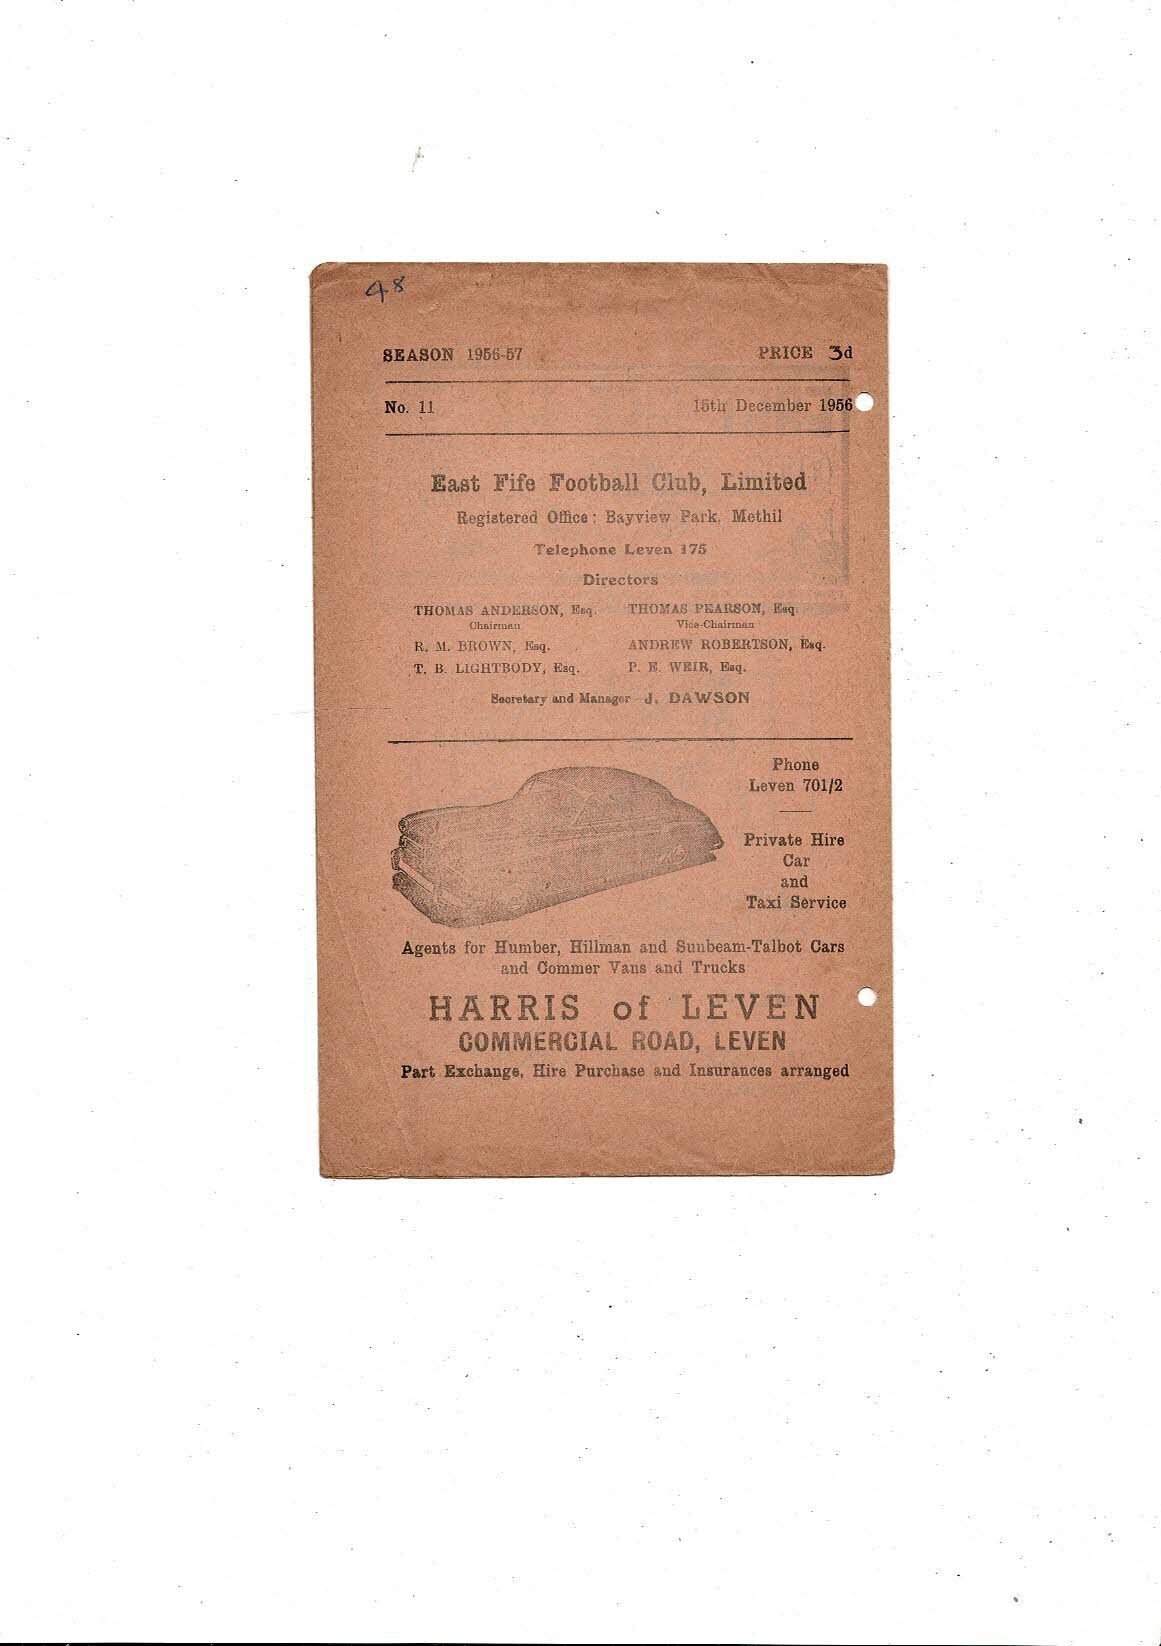 48
SEASON 1956-57 PRICE 3d
No. 11 15th December 1956
East Fife Football Club, Limited
Registered Office: Bayview Park, Methil
Telephone Leven 175
Directors
THOMAS ANDERSON, Esq. THOMAS PEARSON, Esq.
Chairman Vice-Chairman
R. M. BROWN, Esq. ANDREW ROBERTSON, Esq.
T. B. LIGHTBODY, Esq. P. E. WEIR, Esq.
Secretary and Manager—J. DAWSON
Phone
Leven 701/2
Private Hire
Car
and
Taxi Service
Agents for Humber, Hillman and Sunbeam-Talbot Cars
and Commer Vans and Trucks
HARRIS of LEVEN
COMMERCIAL ROAD, LEVEN
Part Exchange, Hire Purchase and Insurances arranged